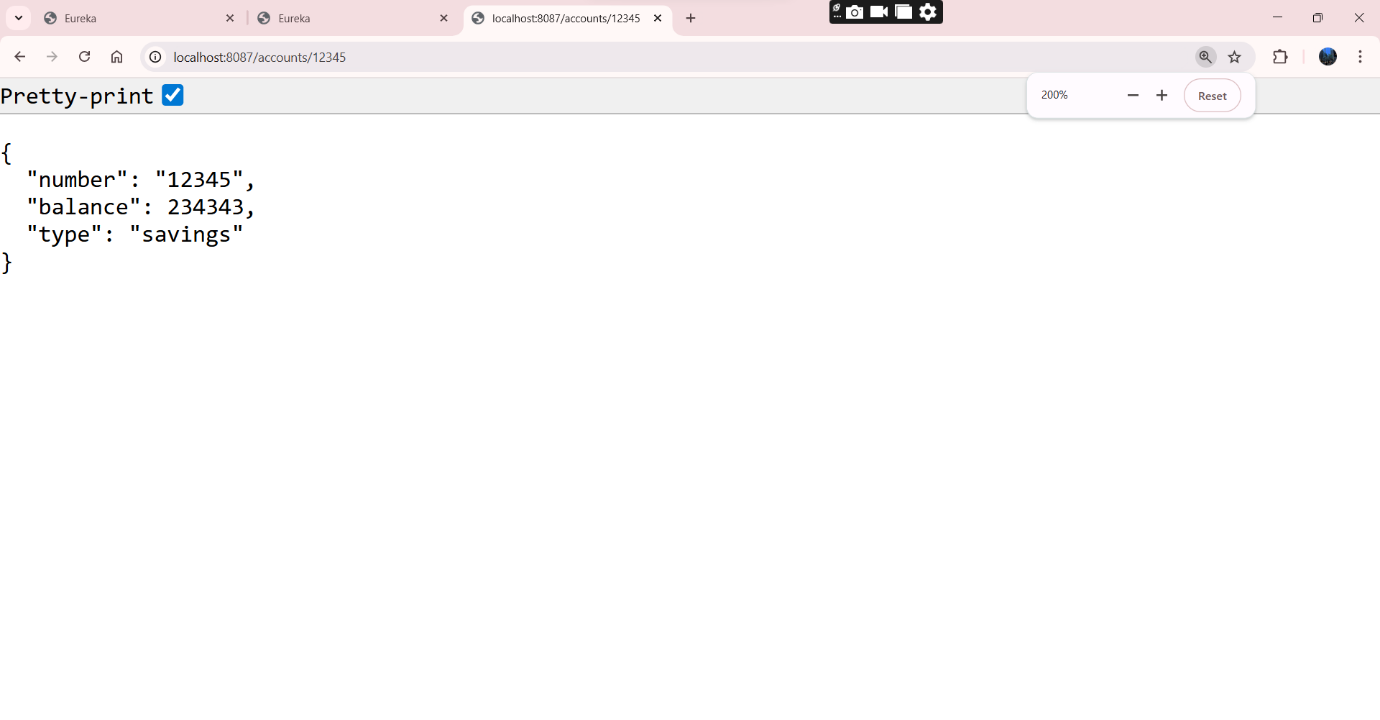 Eureka
Eureka
localhost:8087/accounts/12345
localhost:8087/accounts/12345
Pretty-print
200%
Reset
{
"number": "12345",
"balance": 234343,
"type": "savings"
}